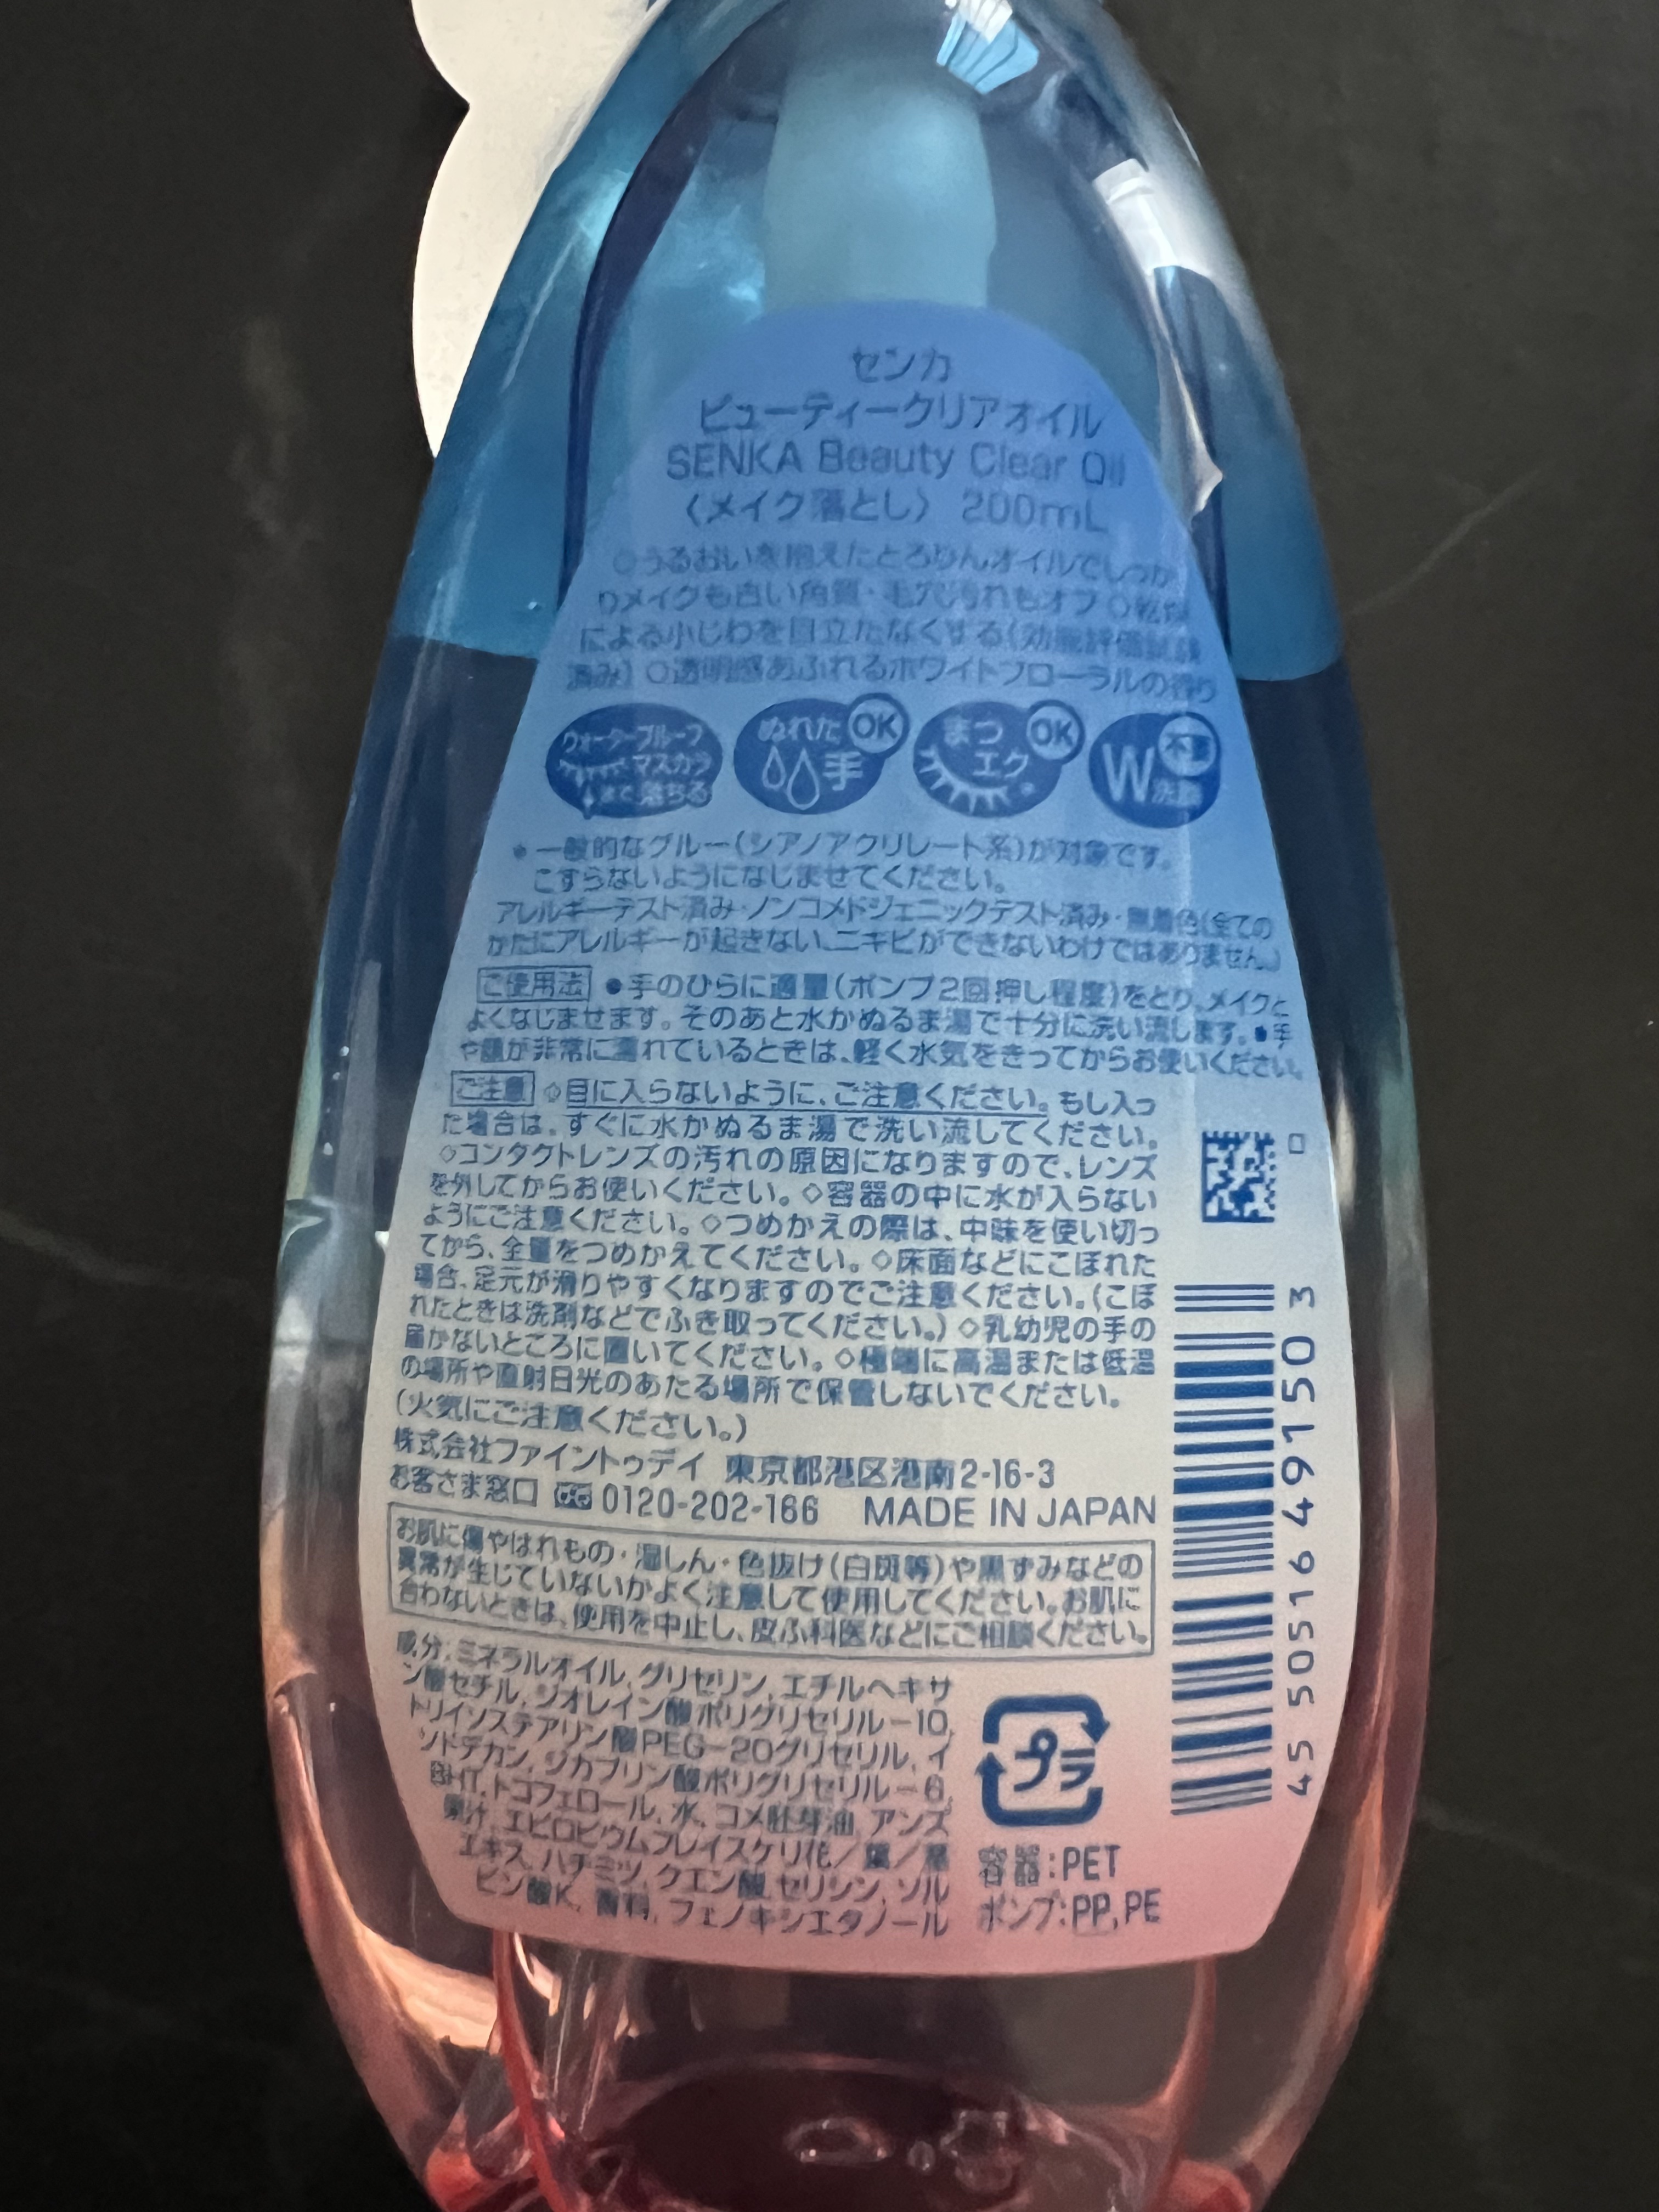 センカ
ビューティークリアオイル
SENKA Beauty Clear Oil
〈メイク落とし〉 200mL
○うるおいを抱えたとろりんオイルでしっか
りメイクも古い角質・毛穴汚れもオフ ○乾燥
による小じわを目立たなくする(効能評価試験
済み) ○透明感あふれるホワイトフローラルの香り
ウォータープルーフ
マスカラ
まで落ちる
ぬれた
手
OK
まつ
エク*
OK
W洗顔
不要
* 一般的なグルー(シアノアクリレート系)が対象です。
こすらないようになじませてください。
アレルギーテスト済み・ノンコメドジェニックテスト済み・無着色(全ての
かたにアレルギーが起きない、ニキビができないわけではありません。)
ご使用法 ●手のひらに適量(ポンプ2回押し程度)をとり、メイクと
よくなじませます。そのあと水かぬるま湯で十分に洗い流します。●手
や顔が非常に濡れているときは、軽く水気をきってからお使いください。
ご注意 ◇目に入らないように、ご注意ください。もし入っ
た場合は、すぐに水かぬるま湯で洗い流してください。
◇コンタクトレンズの汚れの原因になりますので、レンズ
を外してからお使いください。◇容器の中に水が入らない
ようにご注意ください。◇つめかえの際は、中味を使い切っ
てから、全量をつめかえてください。◇床面などにこぼれた
場合、足元が滑りやすくなりますのでご注意ください。(こぼ
れたときは洗剤などでふき取ってください。)◇乳幼児の手の
届かないところに置いてください。◇極端に高温または低温
の場所や直射日光のあたる場所で保管しないでください。
(火気にご注意ください。)
株式会社ファイントゥデイ 東京都港区港南2-16-3
お客さま窓口 0120-202-166 MADE IN JAPAN
お肌に傷やはれもの・湿しん・色抜け(白斑等)や黒ずみなどの
異常が生じていないかよく注意して使用してください。お肌に
合わないときは、使用を中止し、皮ふ科医などにご相談ください。
成分:ミネラルオイル, グリセリン, エチルヘキサ
ン酸セチル, ジオレイン酸ポリグリセリル-10,
トリイソステアリン酸PEG-20グリセリル, イ
ソドデカン, ジカプリン酸ポリグリセリル-6,
BHT, トコフェロール, 水, コメ胚芽油, アンズ
果汁, エピロビウムフレイスケリ花/葉/茎
エキス, ハチミツ, クエン酸, セリシン, ソル
ビン酸K, 香料, フェノキシエタノール
プラ
容器:PET
ポンプ:PP,PE
4550516491503